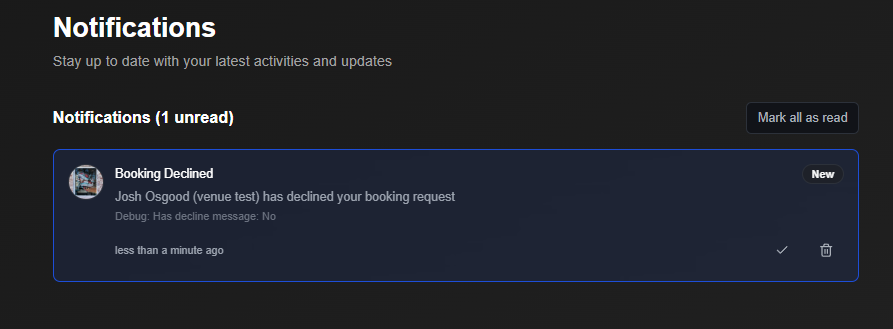 Notifications
Stay up to date with your latest activities and updates
Notifications (1 unread)
Mark all as read
Booking Declined
New
Josh Osgood (venue test) has declined your booking request
Debug: Has decline message: No
less than a minute ago